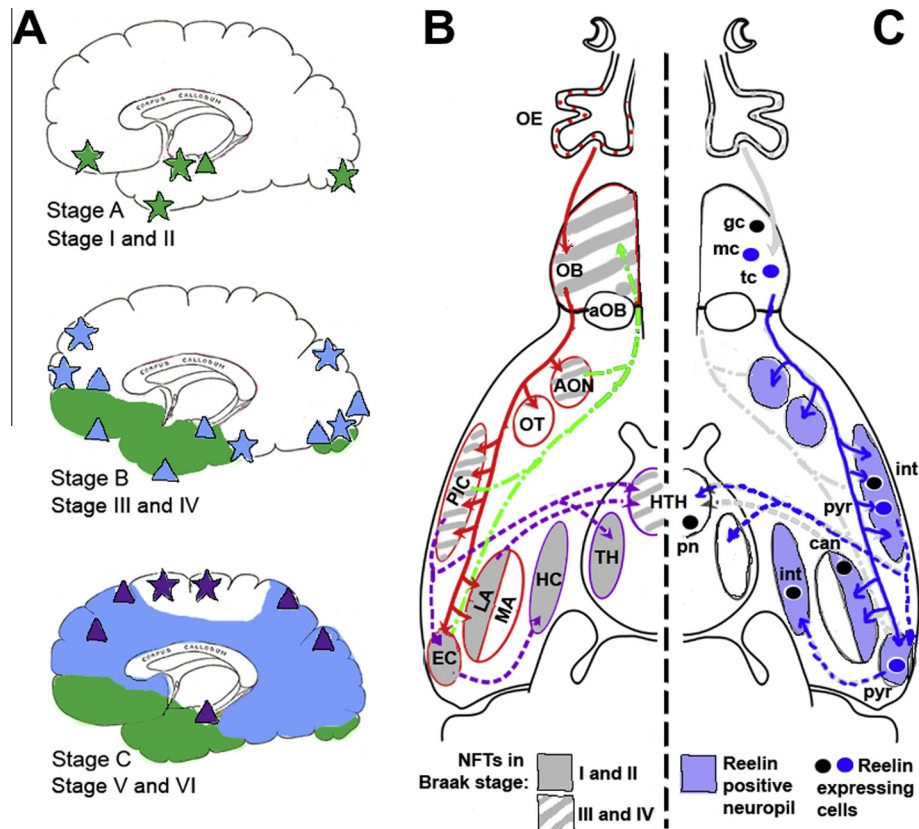 A
CORPUS CALLOSUM
Stage A
Stage I and II
CORPUS CALLOSUM
Stage B
Stage III and IV
CORPUS CALLOSUM
Stage C
Stage V and VI
B
OE
OB
aOB
AON
OT
PIC
HTH
TH
HC
LA
MA
EC
NFTs in
Braak stage:
I and II
III and IV
C
gc
mc
tc
int
pyr
pn
can
int
pyr
Reelin
positive
neuropil
Reelin
expressing
cells